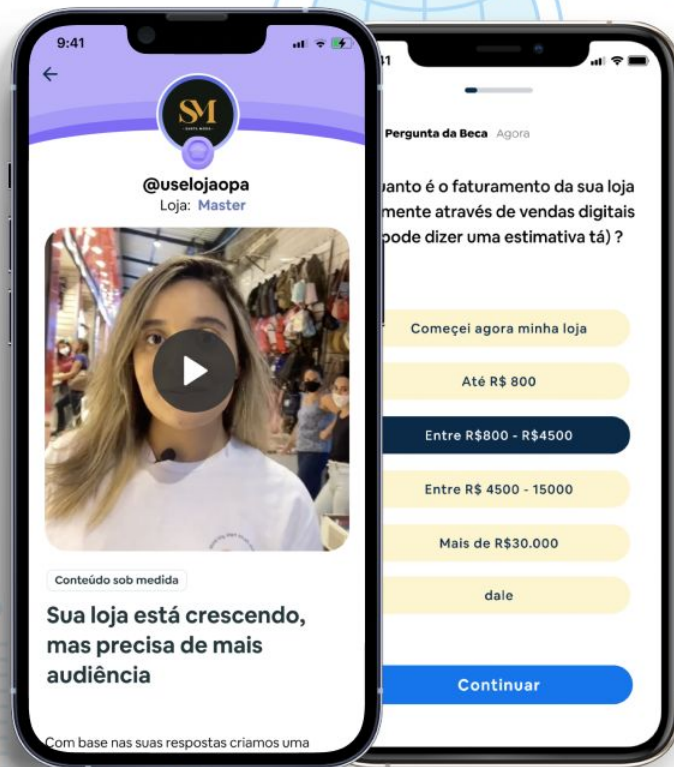 9:41
SM
@uselojaopa
Loja: Master
Conteúdo sob medida
Sua loja está crescendo,
mas precisa de mais
audiência
Com base nas suas respostas criamos uma
Pergunta da Beca Agora
é o faturamento da sua loja
através de vendas digitais
pode dizer uma estimativa tá) ?
Começei agora minha loja
Até R$ 800
Entre R$800 - R$4500
Entre R$ 4500 - 15000
Mais de R$30.000
dale
Continuar